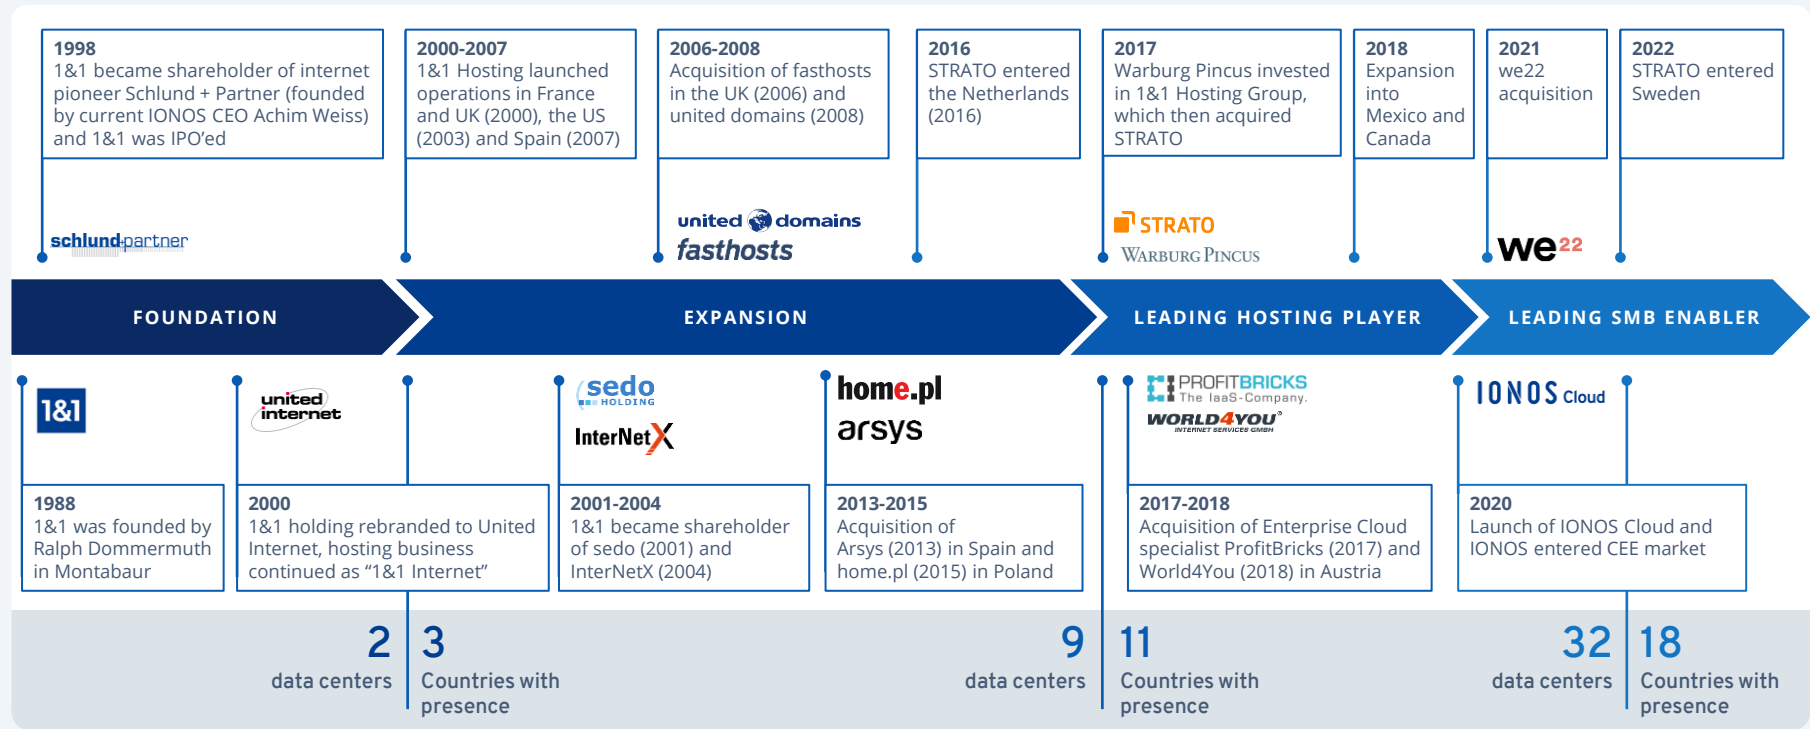 1998
1&1 became shareholder of internet
pioneer Schlund + Partner (founded
by current IONOS CEO Achim Weiss)
and 1&1 was IPO’ed
2000-2007
1&1 Hosting launched
operations in France
and UK (2000), the US
(2003) and Spain (2007)
2006-2008
Acquisition of fasthosts
in the UK (2006) and
united domains (2008)
2016
STRATO entered
the Netherlands
(2016)
2017
Warburg Pincus invested
in 1&1 Hosting Group,
which then acquired
STRATO
2018
Expansion
into
Mexico and
Canada
2021
we22
acquisition
2022
STRATO entered
Sweden
schlund+partner
united domains
fasthosts
STRATO
WARBURG PINCUS
we22
FOUNDATION
EXPANSION
LEADING HOSTING PLAYER
LEADING SMB ENABLER
1&1
united
internet
sedo
HOLDING
InterNetX
home.pl
arsys
PROFITBRICKS
The IaaS-Company.
WORLD4YOU®
INTERNET SERVICES GMBH
IONOS Cloud
1988
1&1 was founded by
Ralph Dommermuth
in Montabaur
2000
1&1 holding rebranded to United
Internet, hosting business
continued as “1&1 Internet”
2001-2004
1&1 became shareholder
of sedo (2001) and
InterNetX (2004)
2013-2015
Acquisition of
Arsys (2013) in Spain and
home.pl (2015) in Poland
2017-2018
Acquisition of Enterprise Cloud
specialist ProfitBricks (2017) and
World4You (2018) in Austria
2020
Launch of IONOS Cloud and
IONOS entered CEE market
2
data centers
3
Countries with
presence
9
data centers
11
Countries with
presence
32
data centers
18
Countries with
presence